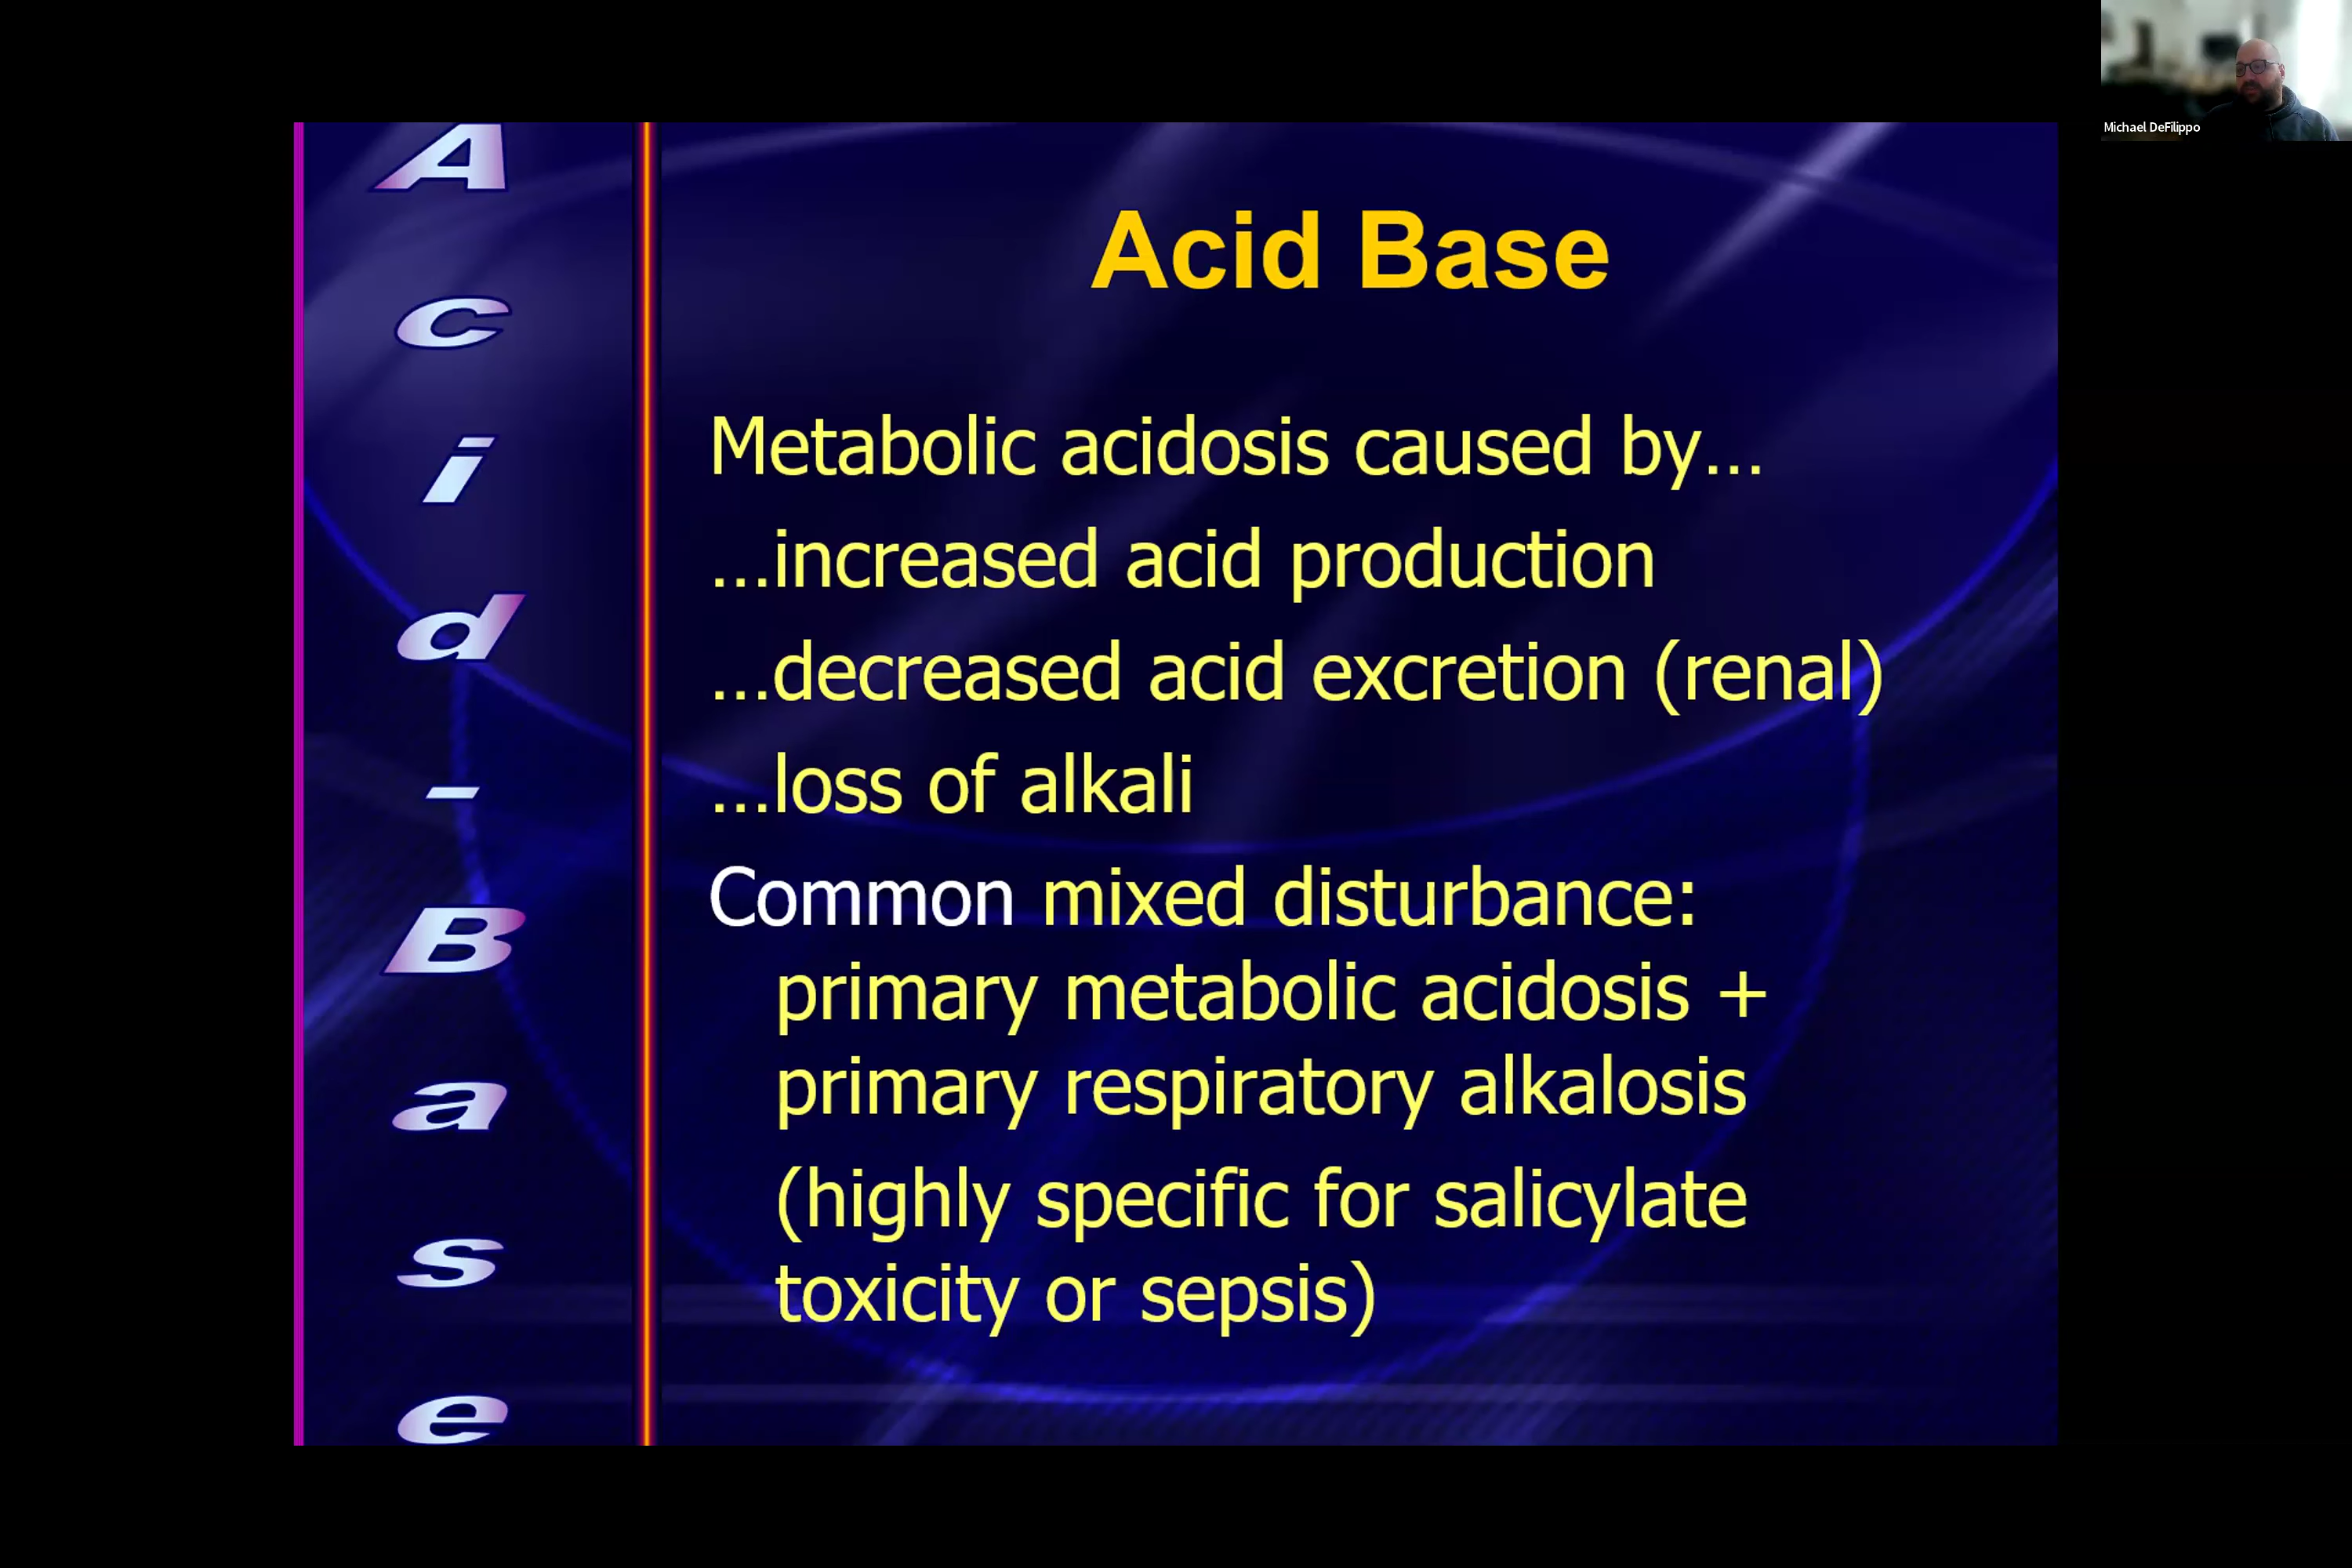 Michael DeFilippo
Acid-Base
Acid Base
Metabolic acidosis caused by...
...increased acid production
...decreased acid excretion (renal)
...loss of alkali
Common mixed disturbance:
primary metabolic acidosis +
primary respiratory alkalosis
(highly specific for salicylate
toxicity or sepsis)